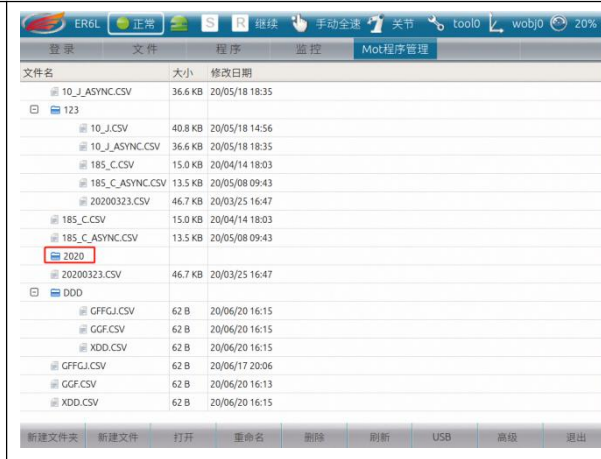 ER6L 正常 S R 继续 手动全速 关节 tool0 wobj0 20%
登录 文件 程序 监控 Mot程序管理
文件名 大小 修改日期
10_J_ASYNC.CSV 36.6 KB 20/05/18 18:35
123
10_J.CSV 40.8 KB 20/05/18 14:56
10_J_ASYNC.CSV 36.6 KB 20/05/18 18:35
185_C.CSV 15.0 KB 20/04/14 18:03
185_C_ASYNC.CSV 13.5 KB 20/05/08 09:43
20200323.CSV 46.7 KB 20/03/25 16:47
185_C.CSV 15.0 KB 20/04/14 18:03
185_C_ASYNC.CSV 13.5 KB 20/05/08 09:43
2020
20200323.CSV 46.7 KB 20/03/25 16:47
DDD
GFFGJ.CSV 62 B 20/06/20 16:15
GGF.CSV 62 B 20/06/20 16:15
XDD.CSV 62 B 20/06/20 16:15
GFFGJ.CSV 62 B 20/06/17 20:06
GGF.CSV 62 B 20/06/20 16:13
XDD.CSV 62 B 20/06/20 16:15
新建文件夹 新建文件 打开 重命名 删除 刷新 USB 高级 退出